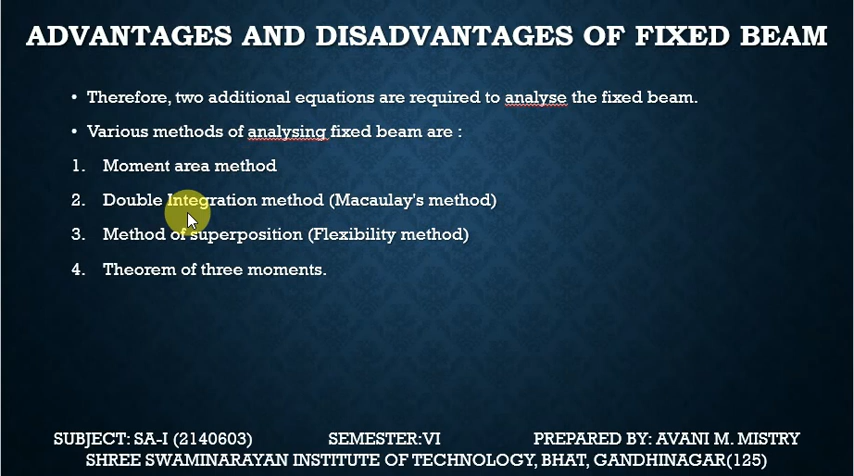 ADVANTAGES AND DISADVANTAGES OF FIXED BEAM
• Therefore, two additional equations are required to analyse the fixed beam.
• Various methods of analysing fixed beam are :
1. Moment area method
2. Double Integration method (Macaulay's method)
3. Method of superposition (Flexibility method)
4. Theorem of three moments.
SUBJECT: SA-I (2140603) SEMESTER:VI PREPARED BY: AVANI M. MISTRY
SHREE SWAMINARAYAN INSTITUTE OF TECHNOLOGY, BHAT, GANDHINAGAR(125)